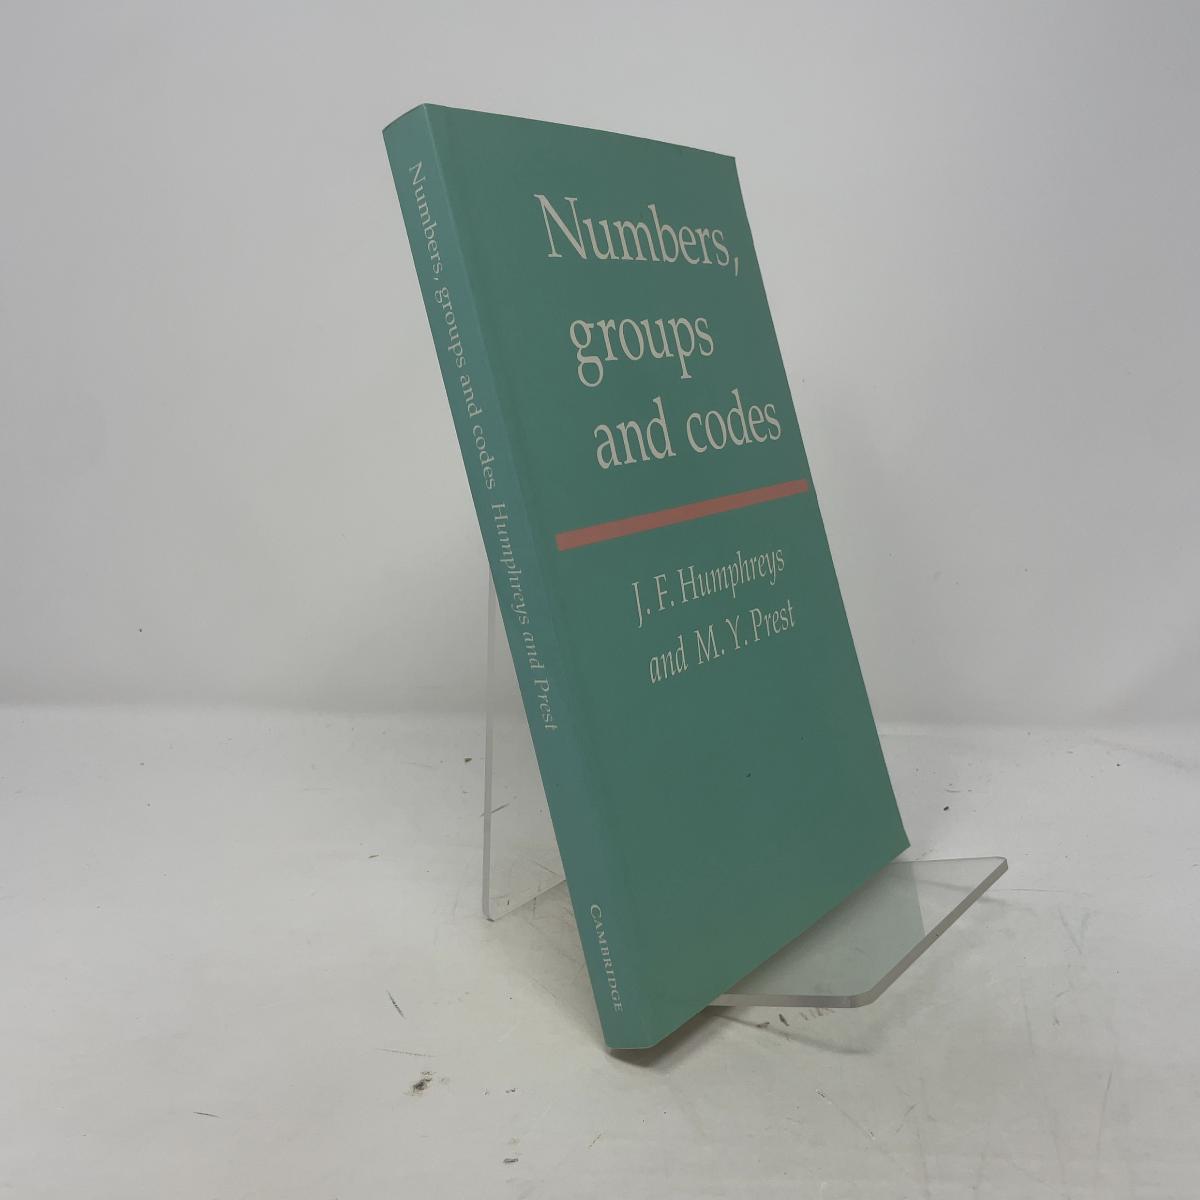 Numbers,
groups
and codes
J. F. Humphreys
and M. Y. Prest
Numbers, groups and codes Humphreys and Prest
CAMBRIDGE